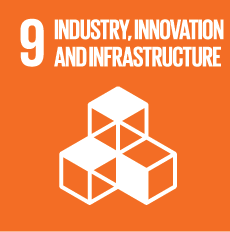 9 INDUSTRY, INNOVATION
AND INFRASTRUCTURE